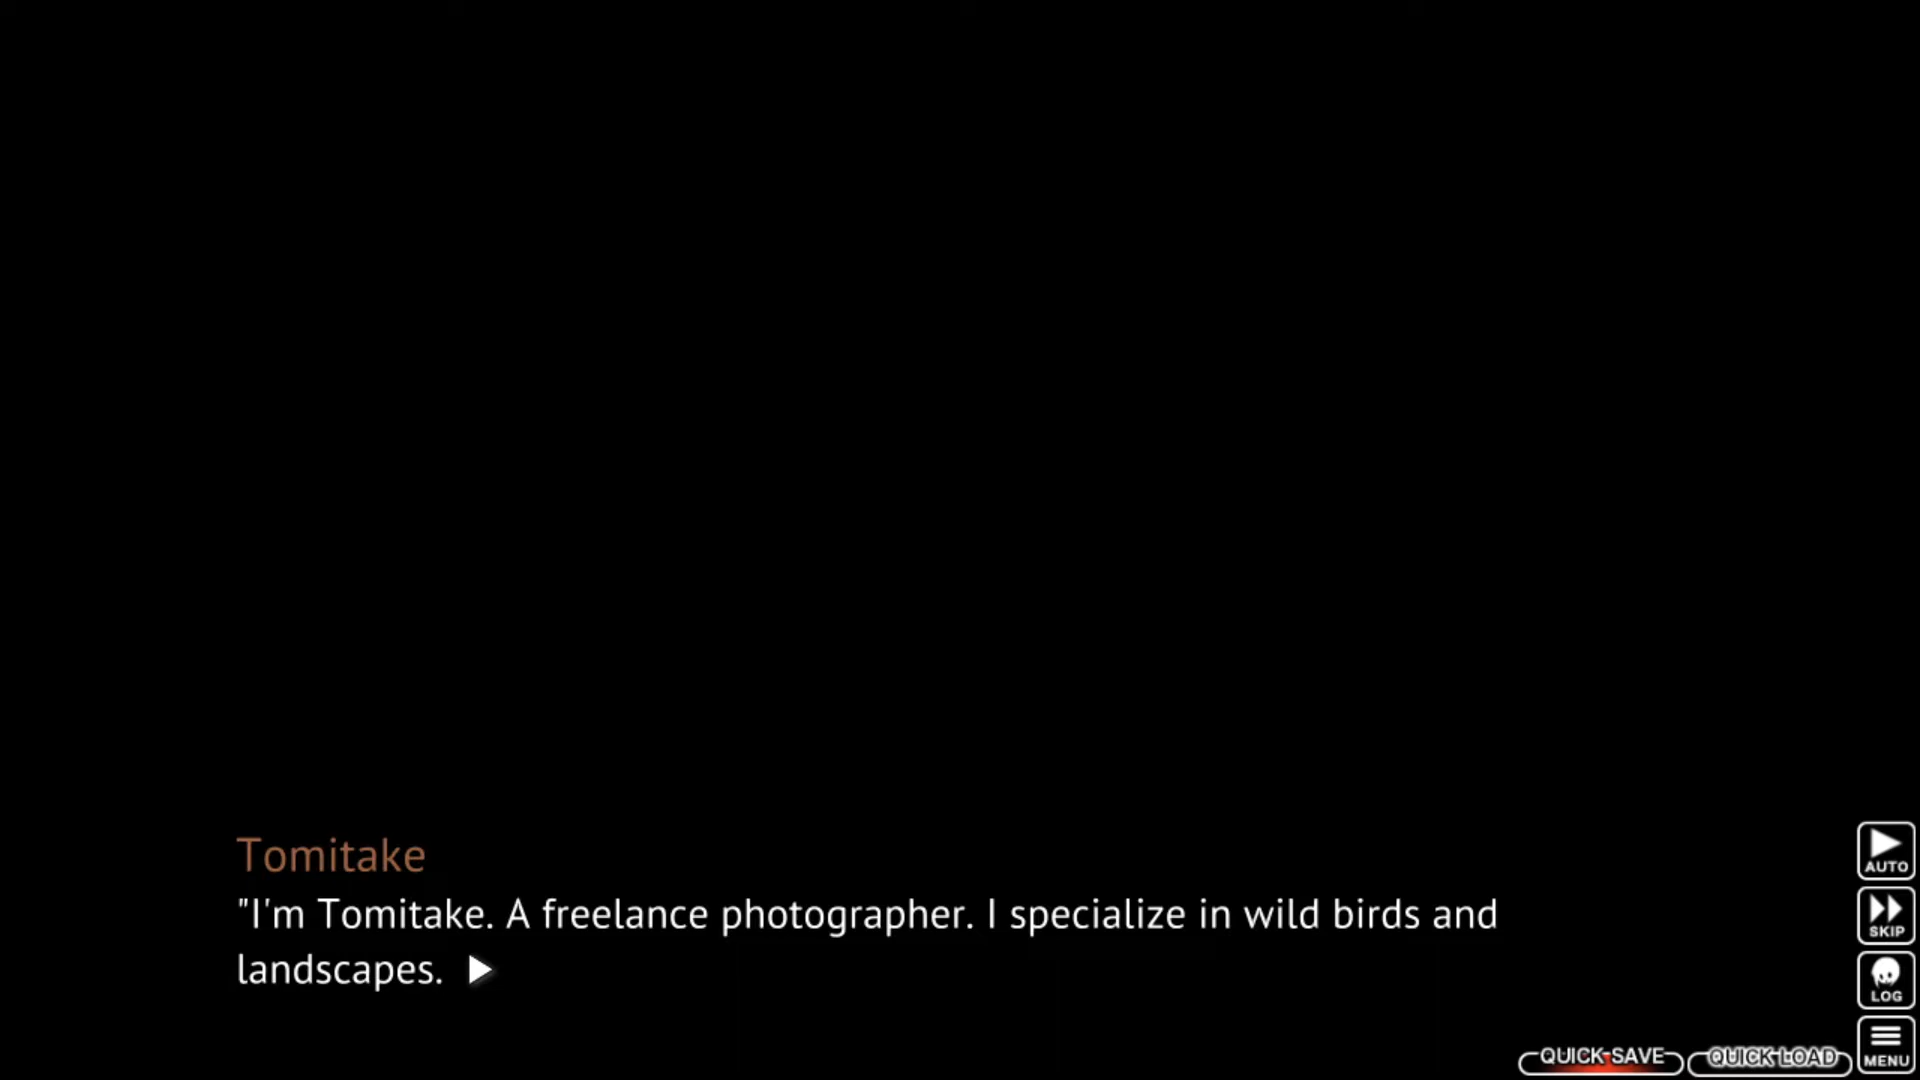 Tomitake
"I'm Tomitake. A freelance photographer. I specialize in wild birds and
landscapes.
AUTO
SKIP
LOG
MENU
QUICK SAVE
QUICK LOAD